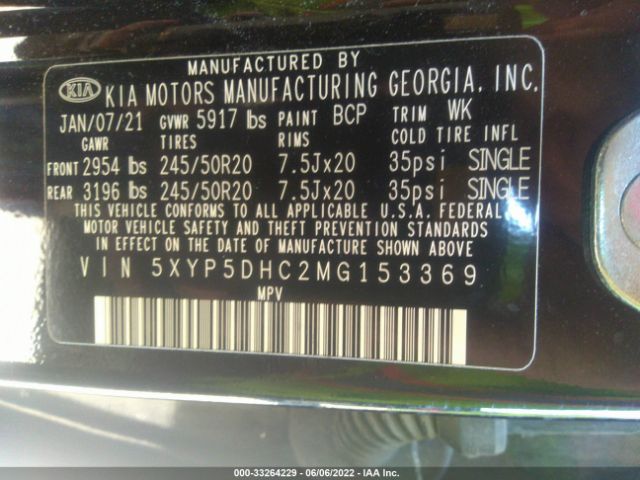 MANUFACTURED BY
KIA KIA MOTORS MANUFACTURING GEORGIA, INC.
JAN/07/21 GVWR 5917 lbs PAINT BCP TRIM WK
GAWR TIRES RIMS COLD TIRE INFL
FRONT 2954 lbs 245/50R20 7.5Jx20 35psi SINGLE
REAR 3196 lbs 245/50R20 7.5Jx20 35psi SINGLE
THIS VEHICLE CONFORMS TO ALL APPLICABLE U.S.A. FEDERAL
MOTOR VEHICLE SAFETY AND THEFT PREVENTION STANDARDS
IN EFFECT ON THE DATE OF MANUFACTURE SHOWN ABOVE
VIN 5XYP5DHC2MG153369
MPV
000-33264229 - 06/06/2022 - IAA Inc.